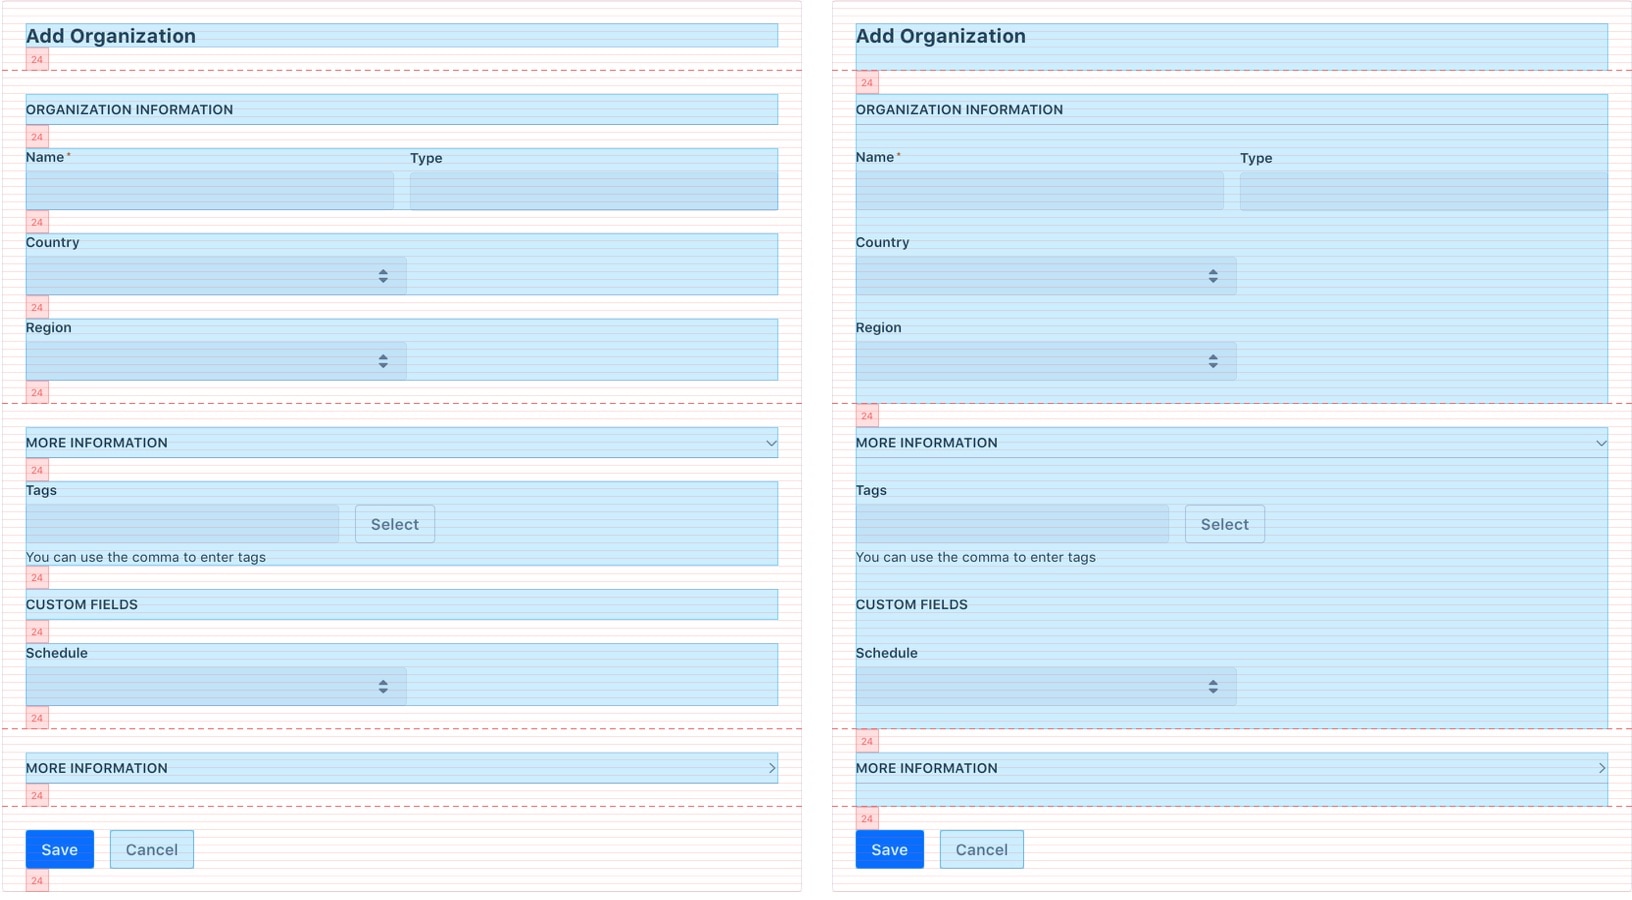 Add Organization
24
ORGANIZATION INFORMATION
24
Name*
Type
24
Country
24
Region
24
MORE INFORMATION
24
Tags
Select
You can use the comma to enter tags
24
CUSTOM FIELDS
24
Schedule
24
MORE INFORMATION
24
Save
Cancel
24
Add Organization
24
ORGANIZATION INFORMATION
Name*
Type
Country
Region
24
MORE INFORMATION
Tags
Select
You can use the comma to enter tags
CUSTOM FIELDS
Schedule
24
MORE INFORMATION
24
Save
Cancel